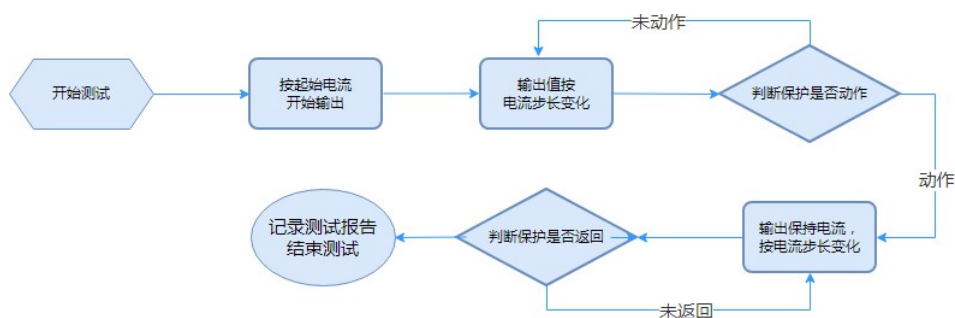 未动作
开始测试
按起始电流
开始输出
输出值按
电流步长变化
判断保护是否动作
动作
输出保持电流，
按电流步长变化
判断保护是否返回
记录测试报告
结束测试
未返回